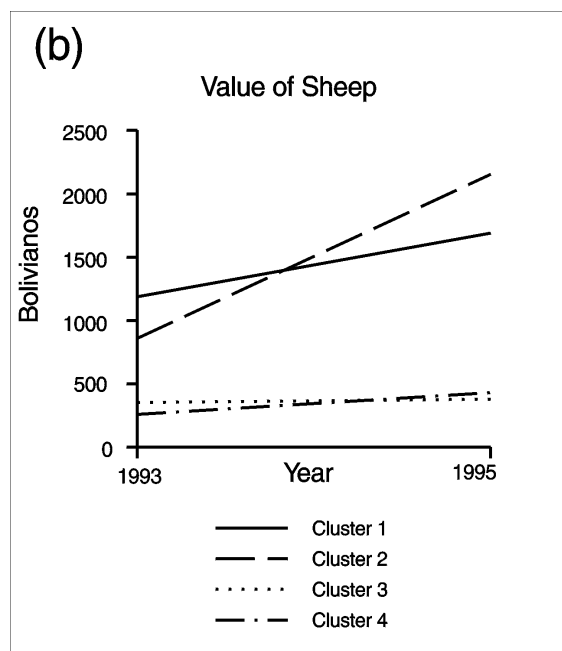 (b)
Value of Sheep
2500
2000
1500
1000
500
0
Bolivianos
1993
Year
1995
Cluster 1
Cluster 2
Cluster 3
Cluster 4